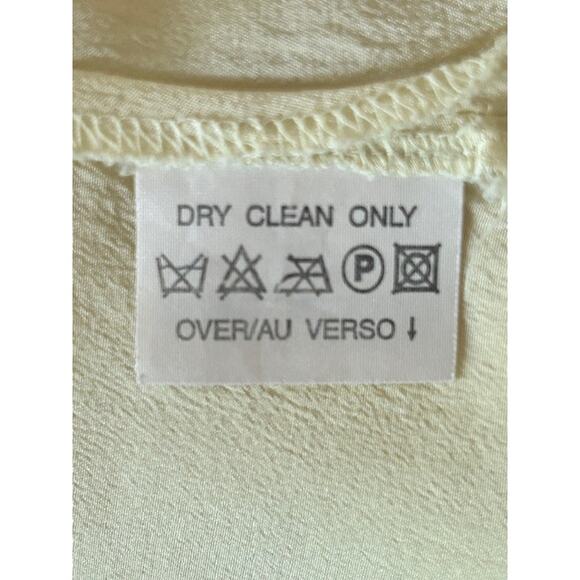 DRY CLEAN ONLY
P
OVER/AU VERSO ↓